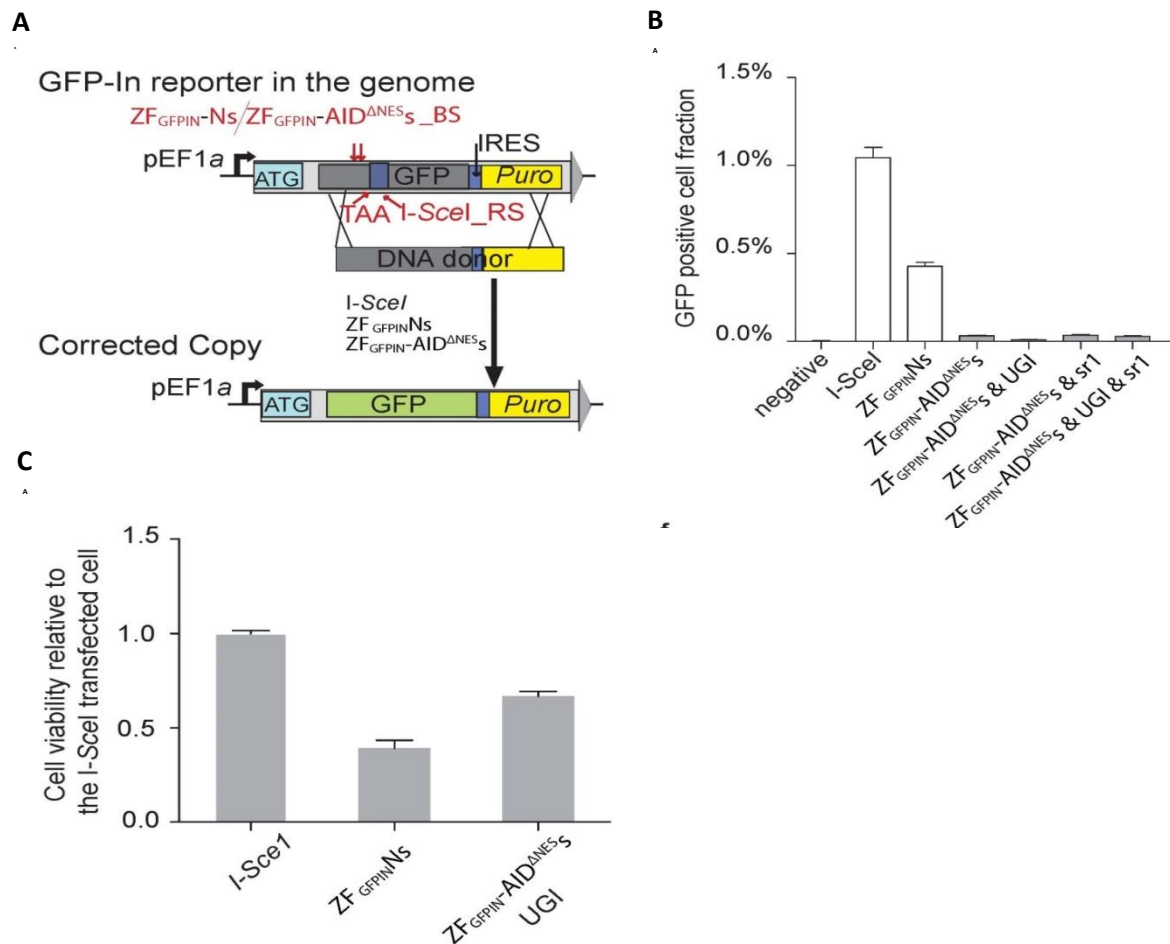 A
GFP-In reporter in the genome
ZFGFPIN-Ns/ZFGFPIN-AIDΔNESs_BS
IRES
pEF1a
ATG
GFP
Puro
TAA
I-SceI_RS
DNA donor
I-SceI
ZF GFPINNs
ZFGFPIN-AIDΔNESs
Corrected Copy
pEF1a
ATG
GFP
Puro
B
A
GFP positive cell fraction
1.5%
1.0%
0.5%
0.0%
negative
I-SceI
ZF GFPINNs
ZFGFPIN-AIDΔNESs
ZFGFPIN-AIDΔNESs & UGI
ZFGFPIN-AIDΔNESs & sr1
ZFGFPIN-AIDΔNESs & UGI & sr1
C
A
Cell viability relative to
the I-SceI transfected cell
1.5
1.0
0.5
0.0
I-Sce1
ZF GFPINNs
ZFGFPIN-AIDΔNESs
UGI